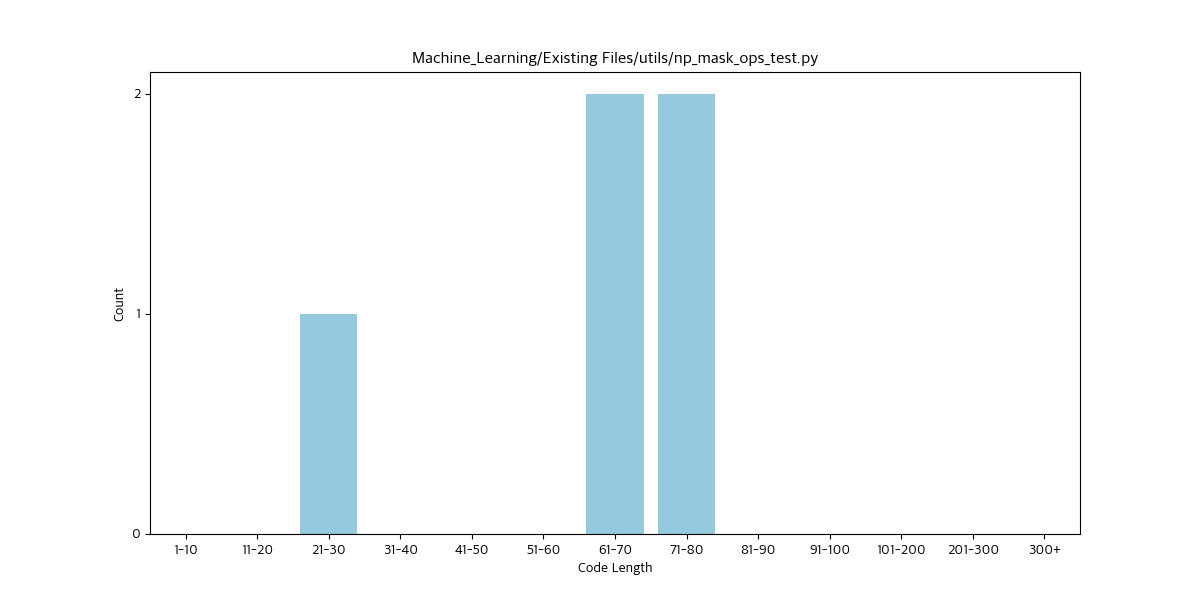 Machine_Learning/Existing Files/utils/np_mask_ops_test.py
2
1
0
Count
1-10 11-20 21-30 31-40 41-50 51-60 61-70 71-80 81-90 91-100 101-200 201-300 300+
Code Length